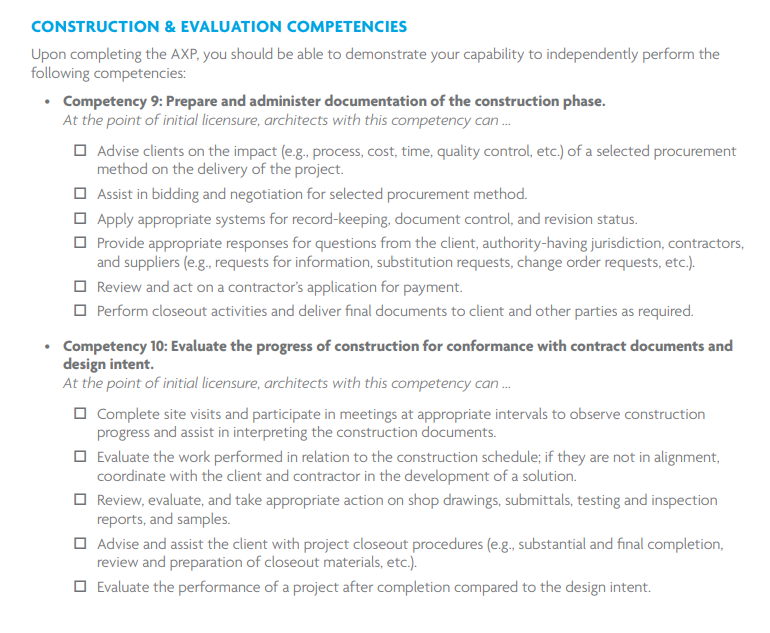 CONSTRUCTION & EVALUATION COMPETENCIES
Upon completing the AXP, you should be able to demonstrate your capability to independently perform the
following competencies:
• Competency 9: Prepare and administer documentation of the construction phase.
At the point of initial licensure, architects with this competency can ...
☐ Advise clients on the impact (e.g., process, cost, time, quality control, etc.) of a selected procurement
method on the delivery of the project.
☐ Assist in bidding and negotiation for selected procurement method.
☐ Apply appropriate systems for record-keeping, document control, and revision status.
☐ Provide appropriate responses for questions from the client, authority-having jurisdiction, contractors,
and suppliers (e.g., requests for information, substitution requests, change order requests, etc.).
☐ Review and act on a contractor's application for payment.
☐ Perform closeout activities and deliver final documents to client and other parties as required.
• Competency 10: Evaluate the progress of construction for conformance with contract documents and
design intent.
At the point of initial licensure, architects with this competency can ...
☐ Complete site visits and participate in meetings at appropriate intervals to observe construction
progress and assist in interpreting the construction documents.
☐ Evaluate the work performed in relation to the construction schedule; if they are not in alignment,
coordinate with the client and contractor in the development of a solution.
☐ Review, evaluate, and take appropriate action on shop drawings, submittals, testing and inspection
reports, and samples.
☐ Advise and assist the client with project closeout procedures (e.g., substantial and final completion,
review and preparation of closeout materials, etc.).
☐ Evaluate the performance of a project after completion compared to the design intent.